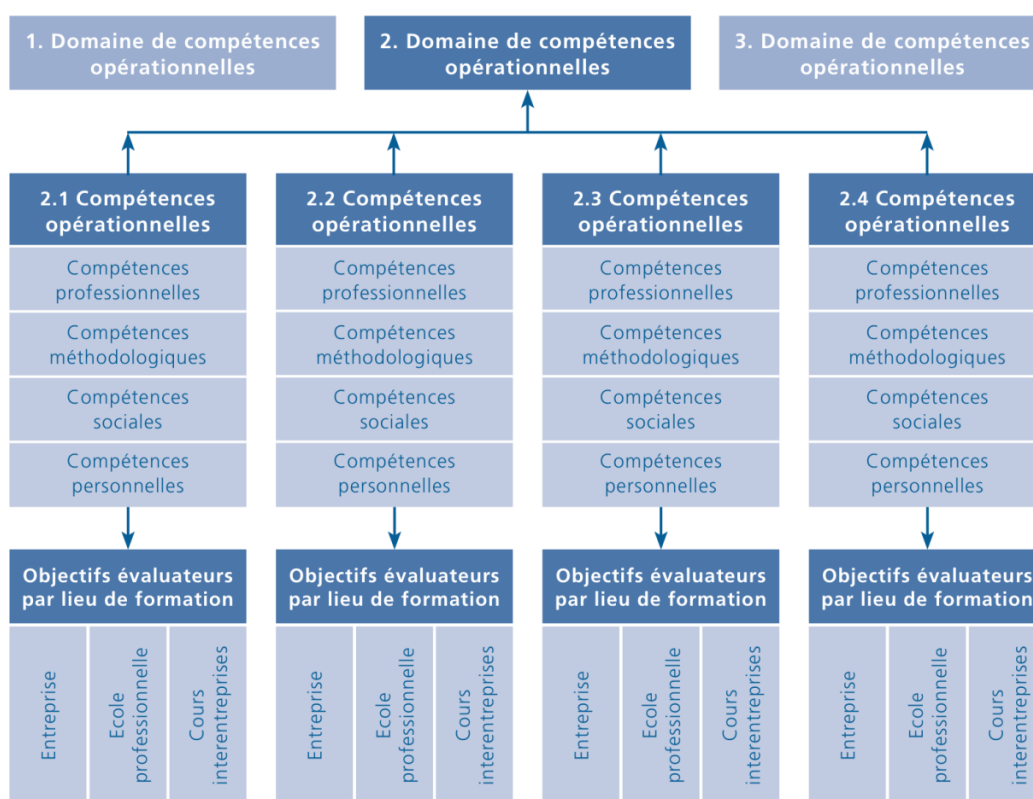 1. Domaine de compétences
opérationnelles
2. Domaine de compétences
opérationnelles
3. Domaine de compétences
opérationnelles
2.1 Compétences
opérationnelles
Compétences
professionnelles
Compétences
méthodologiques
Compétences
sociales
Compétences
personnelles
Objectifs évaluateurs
par lieu de formation
Entreprise
Ecole
professionnelle
Cours
interentreprises
2.2 Compétences
opérationnelles
Compétences
professionnelles
Compétences
méthodologiques
Compétences
sociales
Compétences
personnelles
Objectifs évaluateurs
par lieu de formation
Entreprise
Ecole
professionnelle
Cours
interentreprises
2.3 Compétences
opérationnelles
Compétences
professionnelles
Compétences
méthodologiques
Compétences
sociales
Compétences
personnelles
Objectifs évaluateurs
par lieu de formation
Entreprise
Ecole
professionnelle
Cours
interentreprises
2.4 Compétences
opérationnelles
Compétences
professionnelles
Compétences
méthodologiques
Compétences
sociales
Compétences
personnelles
Objectifs évaluateurs
par lieu de formation
Entreprise
Ecole
professionnelle
Cours
interentreprises